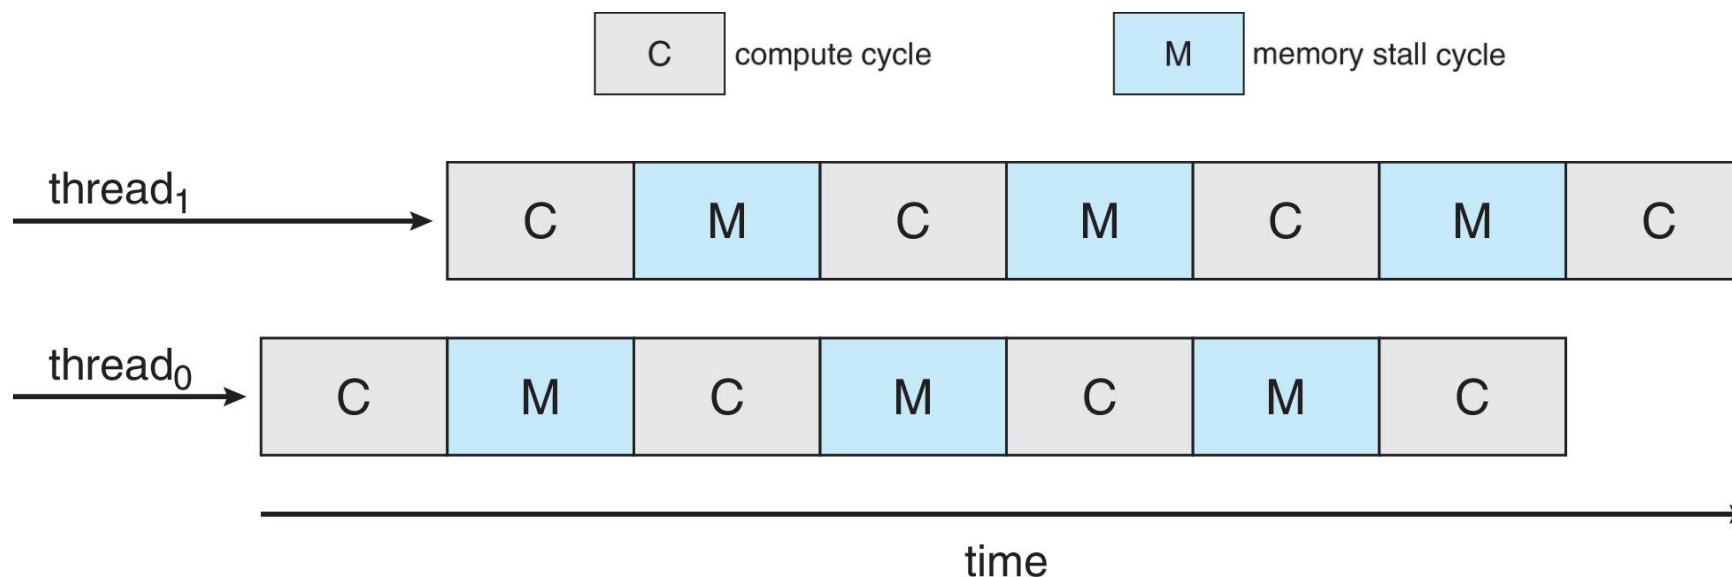 C compute cycle M memory stall cycle
thread₁
C M C M C M C
thread₀
C M C M C M C
time